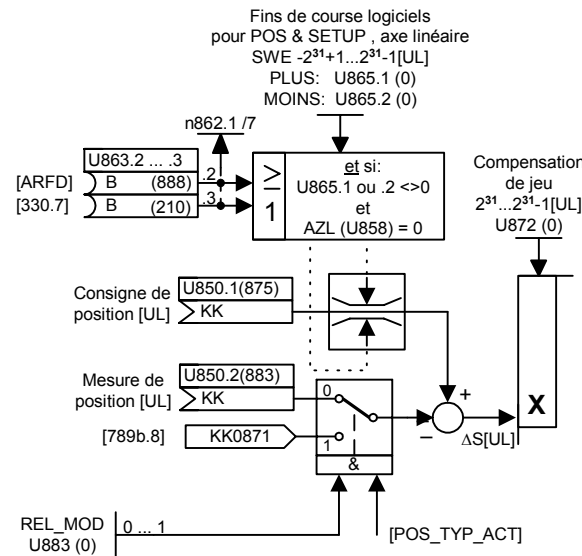 Fins de course logiciels
pour POS & SETUP , axe linéaire
SWE -2³¹+1...2³¹-1[UL]
PLUS: U865.1 (0)
MOINS: U865.2 (0)
n862.1 /7
U863.2 ... .3
[ARFD]
B (888)
.2
[330.7]
B (210)
.3
≥
1
et si:
U865.1 ou .2 <>0
et
AZL (U858) = 0
Compensation
de jeu
2³¹...2³¹-1[UL]
U872 (0)
Consigne de
position [UL]
U850.1(875)
KK
Mesure de
position [UL]
U850.2(883)
KK
0
[789b.8]
KK0871
1
&
+
−
ΔS[UL]
X
REL_MOD
U883 (0)
0 ... 1
[POS_TYP_ACT]